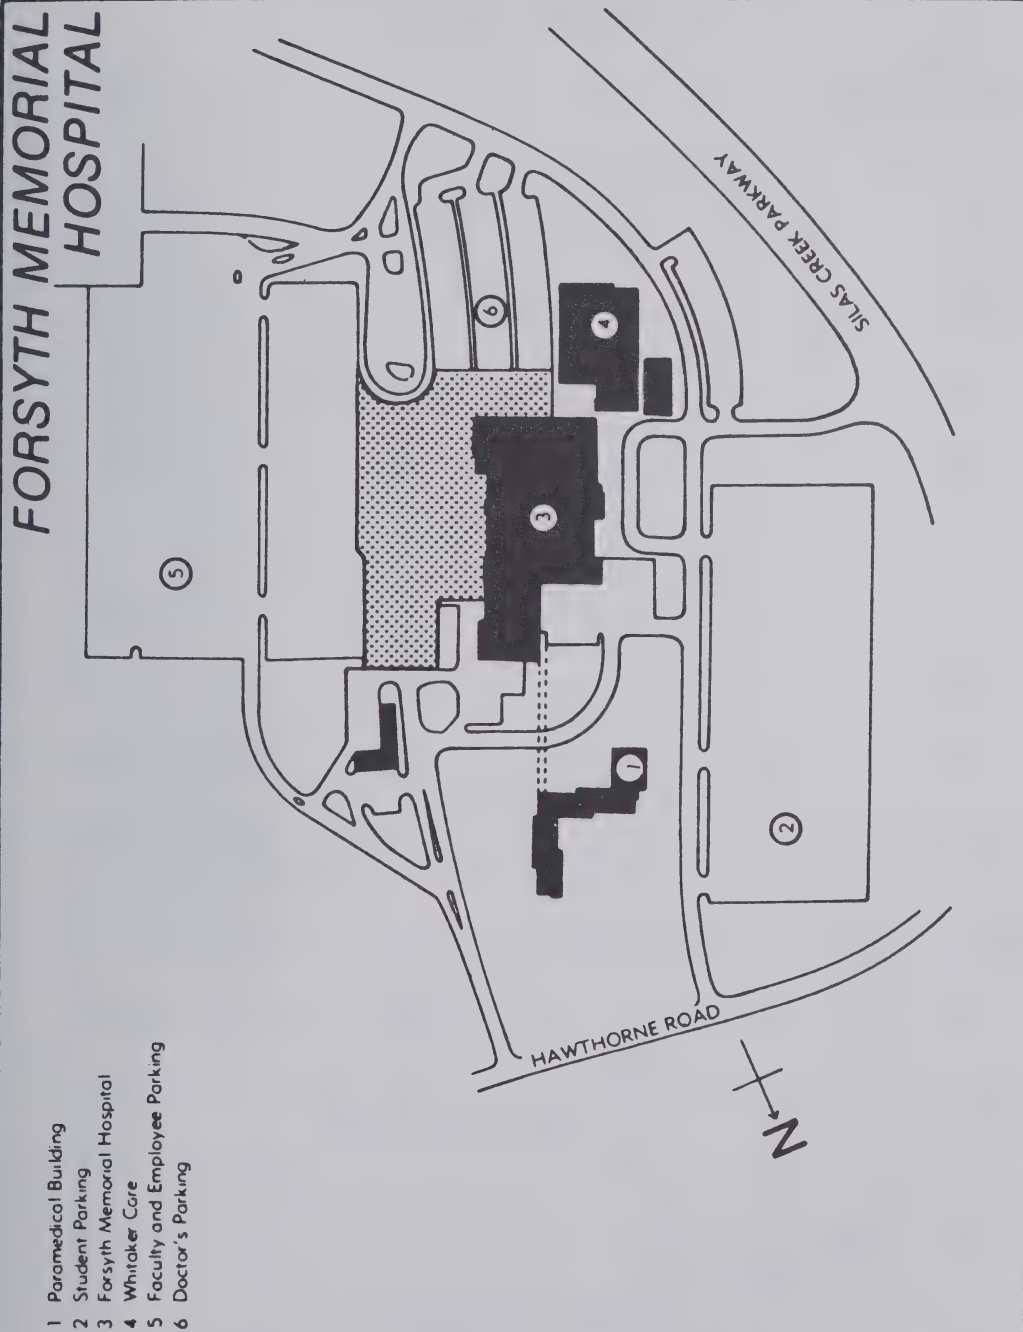 FORSYTH MEMORIAL
HOSPITAL
SILAS CREEK PARKWAY
6
4
5
3
1
2
HAWTHORNE ROAD
N
1 Paramedical Building
2 Student Parking
3 Forsyth Memorial Hospital
4 Whitaker Care
5 Faculty and Employee Parking
6 Doctor's Parking